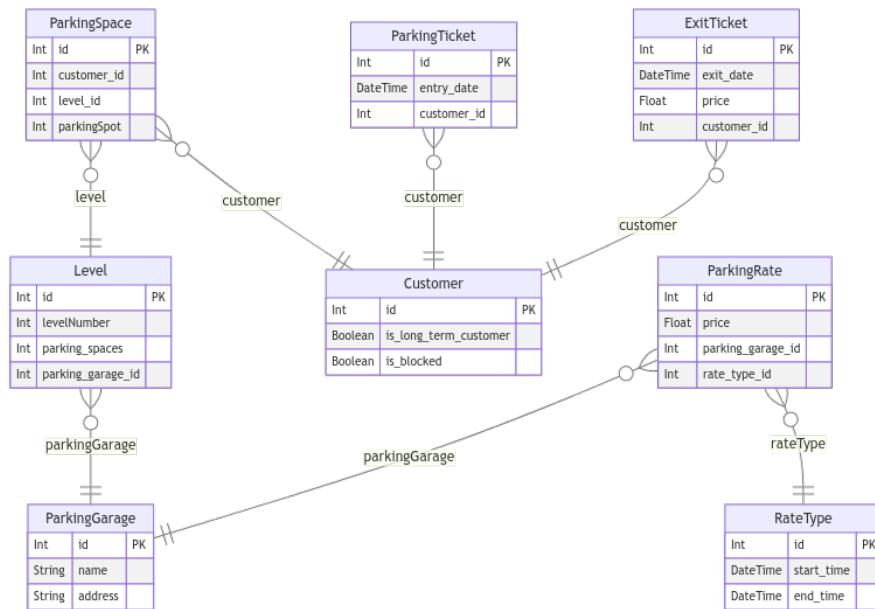 ParkingSpace
Int id PK
Int customer_id
Int level_id
Int parkingSpot
ParkingTicket
Int id PK
DateTime entry_date
Int customer_id
ExitTicket
Int id PK
DateTime exit_date
Float price
Int customer_id
level
customer
customer
customer
Level
Int id PK
Int levelNumber
Int parking_spaces
Int parking_garage_id
Customer
Int id PK
Boolean is_long_term_customer
Boolean is_blocked
ParkingRate
Int id PK
Float price
Int parking_garage_id
Int rate_type_id
parkingGarage
parkingGarage
rateType
ParkingGarage
Int id PK
String name
String address
RateType
Int id PK
DateTime start_time
DateTime end_time